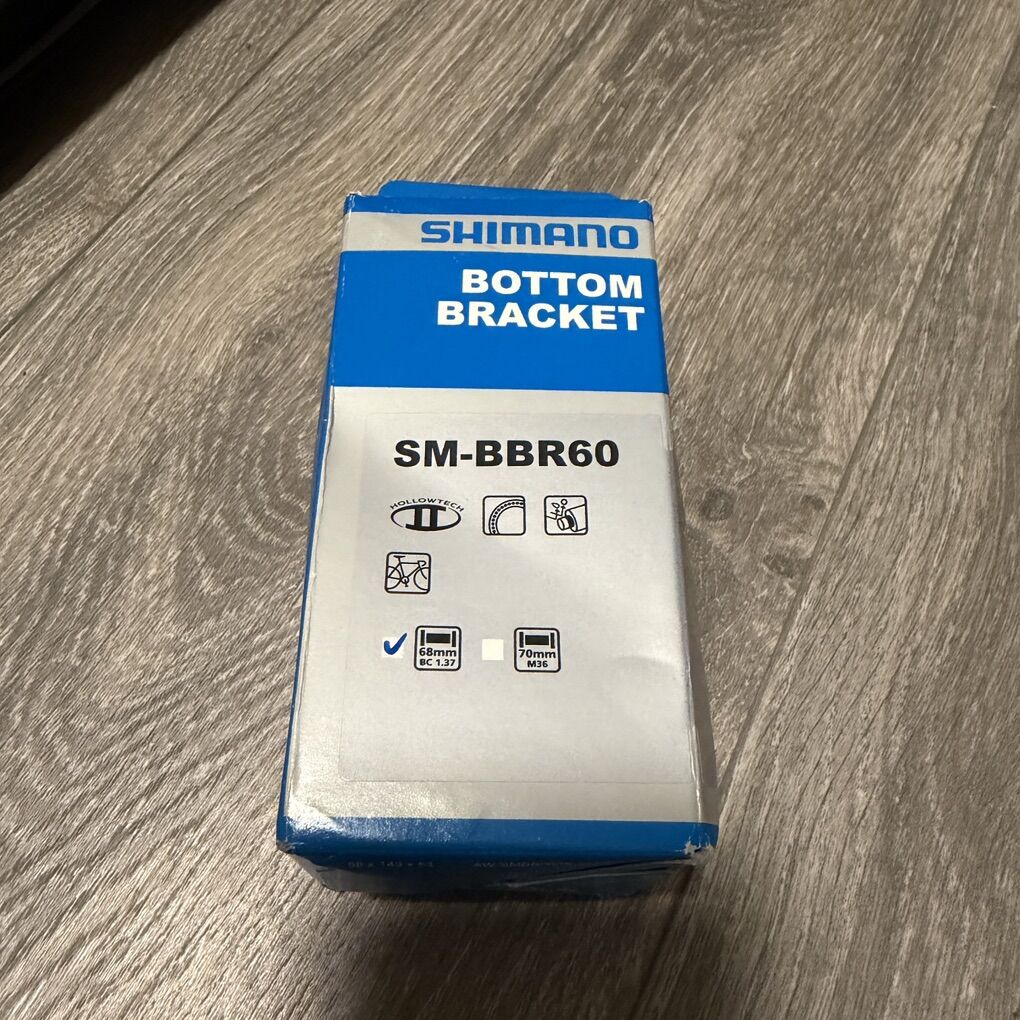 SHIMANO
BOTTOM
BRACKET
SM-BBR60
HOLLOWTECH
II
68mm
BC 1.37
70mm
M36